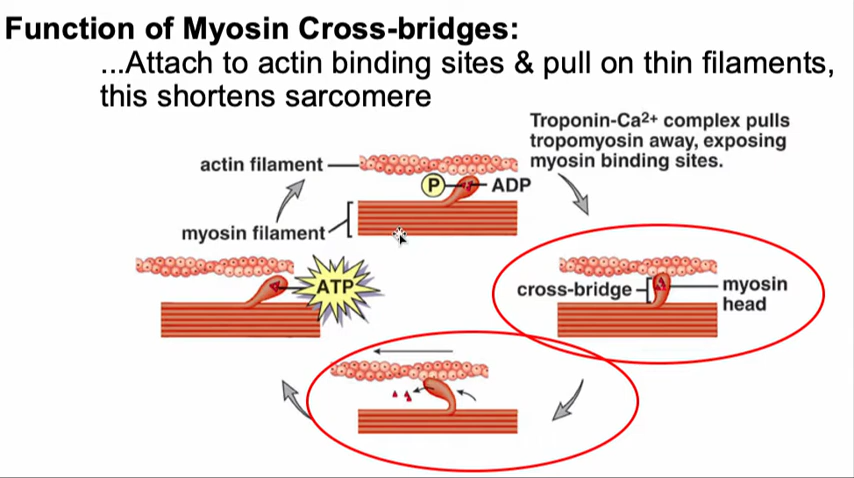 Function of Myosin Cross-bridges:
...Attach to actin binding sites & pull on thin filaments,
this shortens sarcomere
Troponin-Ca2+ complex pulls
tropomyosin away, exposing
myosin binding sites.
actin filament
P
ADP
myosin filament
ATP
cross-bridge
myosin
head